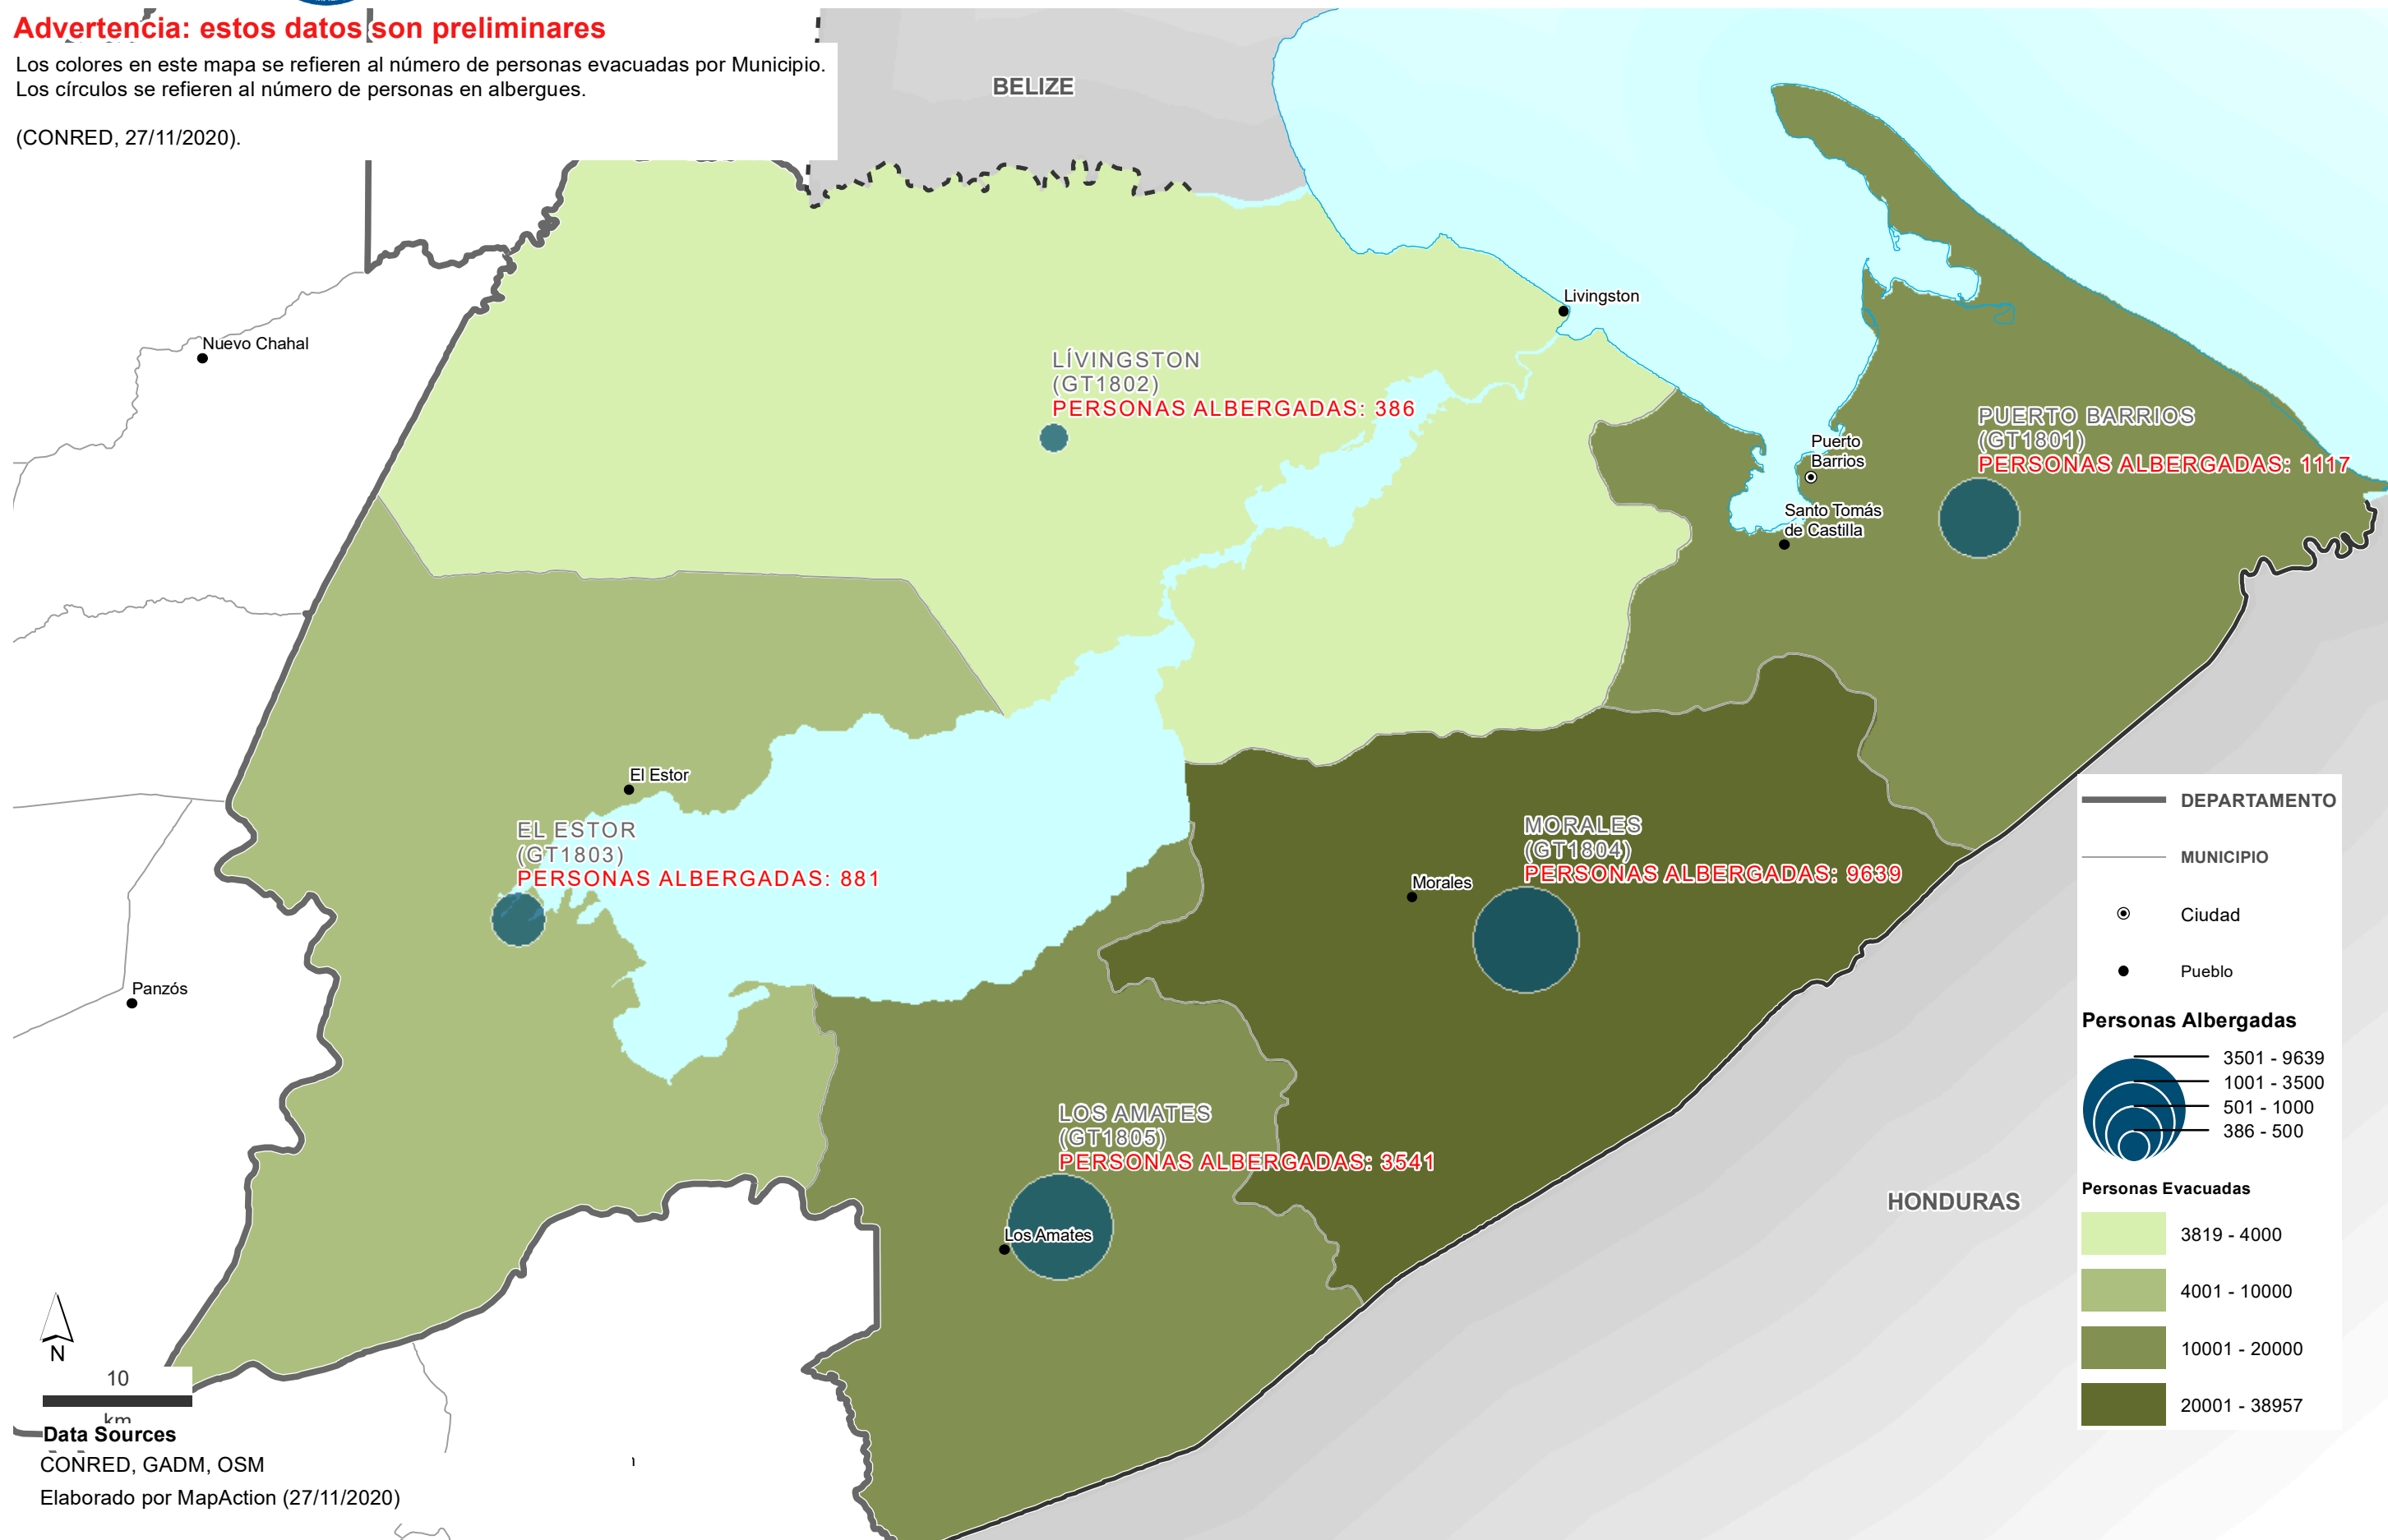 Advertencia: estos datos son preliminares
Los colores en este mapa se refieren al número de personas evacuadas por Municipio.
Los círculos se refieren al número de personas en albergues.
(CONRED, 27/11/2020).
BELIZE
Livingston
Nuevo Chahal
LÍVINGSTON
(GT1802)
PERSONAS ALBERGADAS: 386
PUERTO BARRIOS
(GT1801)
PERSONAS ALBERGADAS: 1117
Puerto
Barrios
Santo Tomás
de Castilla
El Estor
EL ESTOR
(GT1803)
PERSONAS ALBERGADAS: 881
MORALES
(GT1804)
PERSONAS ALBERGADAS: 9639
Morales
Panzós
LOS AMATES
(GT1805)
PERSONAS ALBERGADAS: 3541
Los Amates
HONDURAS
DEPARTAMENTO
MUNICIPIO
Ciudad
Pueblo
Personas Albergadas
3501 - 9639
1001 - 3500
501 - 1000
386 - 500
Personas Evacuadas
3819 - 4000
4001 - 10000
10001 - 20000
20001 - 38957
N
10
km
Data Sources
CONRED, GADM, OSM
Elaborado por MapAction (27/11/2020)